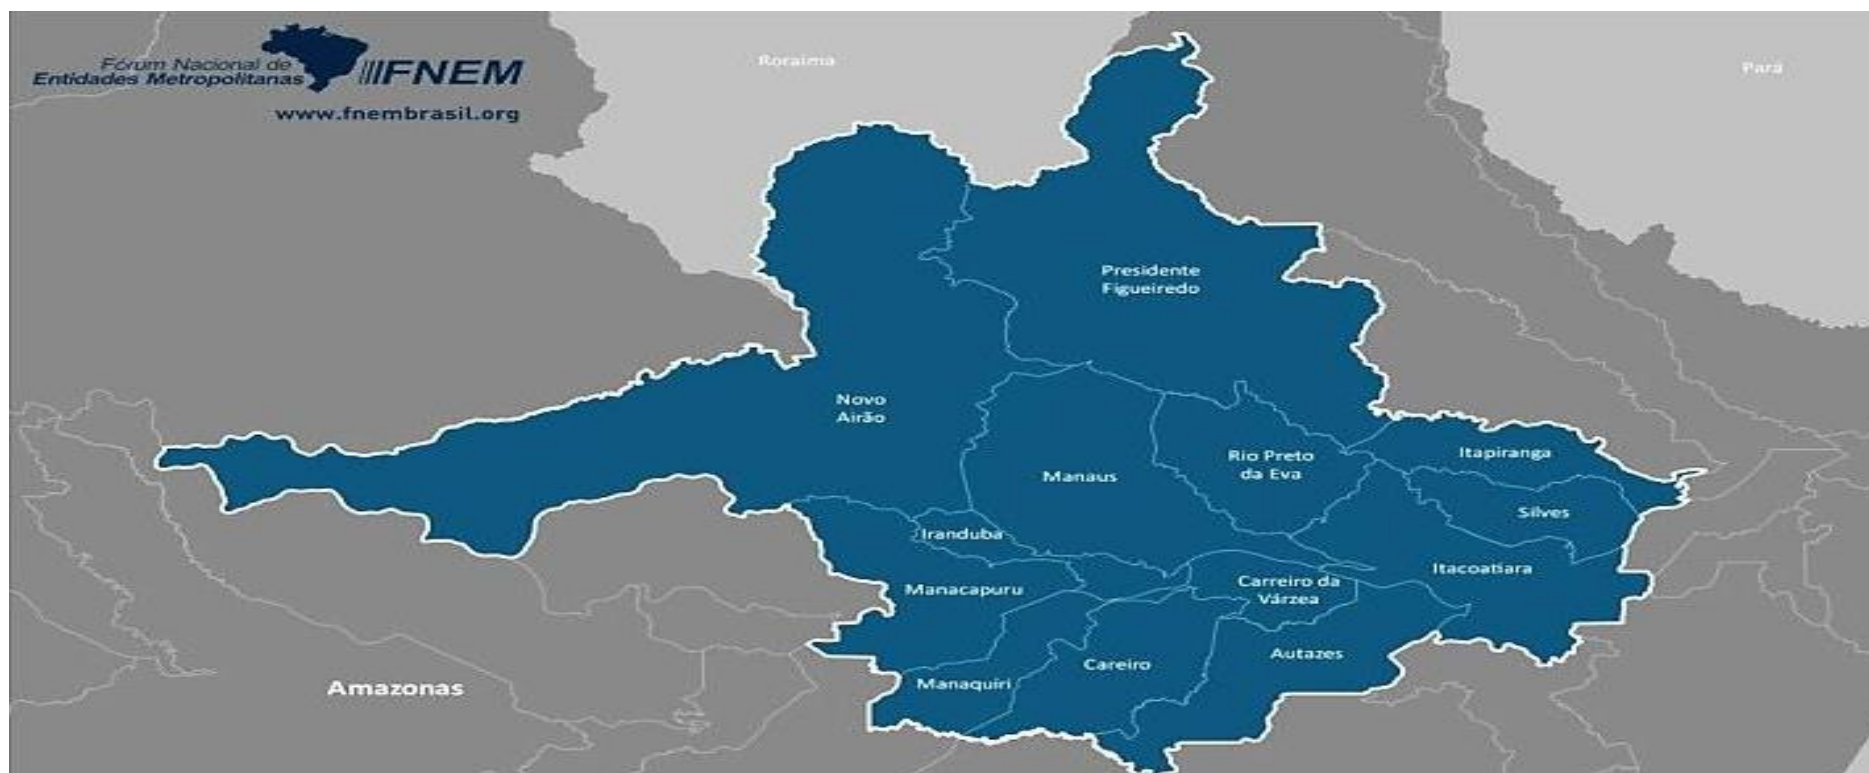 Fórum Nacional de
Entidades Metropolitanas
FNEM
www.fnembrasil.org
Roraima
Pará
Presidente
Figueiredo
Novo
Airão
Manaus
Rio Preto
da Eva
Itapiranga
Silves
Iranduba
Itacoatiara
Manacapuru
Carreiro da
Várzea
Autazes
Careiro
Manaquíri
Amazonas